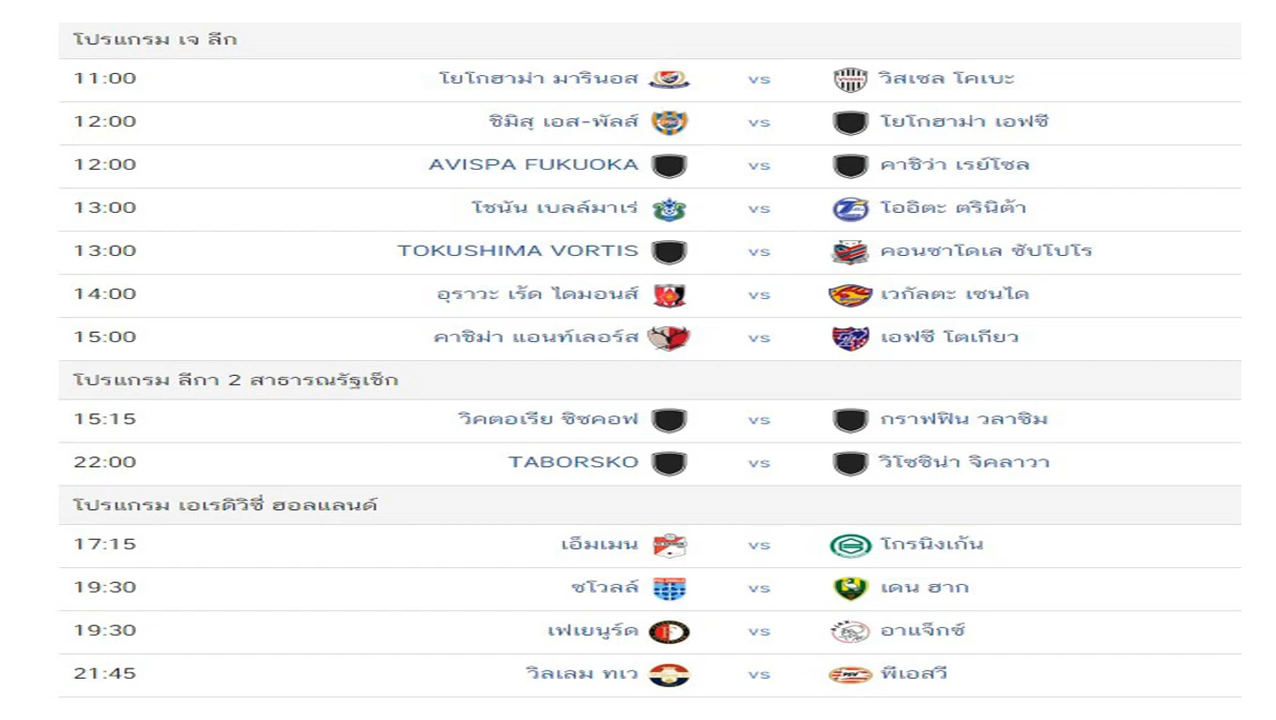 โปรแกรม เจ ลีก
11:00 โยโกฮาม่า มารินอส vs วิสเซล โคเบะ
12:00 ชิมิสุ เอส-พัลส์ vs โยโกฮาม่า เอฟซี
12:00 AVISPA FUKUOKA vs คาชิว่า เรย์โซล
13:00 โชนัน เบลล์มาเร่ vs โออิตะ ตรินิต้า
13:00 TOKUSHIMA VORTIS vs คอนซาโดเล ซัปโปโร
14:00 อุราวะ เร้ด ไดมอนส์ vs เวกัลตะ เซนได
15:00 คาชิม่า แอนท์เลอร์ส vs เอฟซี โตเกียว
โปรแกรม ลีกา 2 สาธารณรัฐเช็ก
15:15 วิคตอเรีย ซิซคอฟ vs กราฟฟิน วลาซิม
22:00 TABORSKO vs วิโซซิน่า จิคลาวา
โปรแกรม เอเรดิวิซี่ ฮอลแลนด์
17:15 เอ็มเมน vs โกรนิงเก้น
19:30 ซโวลล์ vs เดน ฮาก
19:30 เฟเยนูร์ด vs อาแจ็กซ์
21:45 วิลเลม ทเว vs พีเอสวี